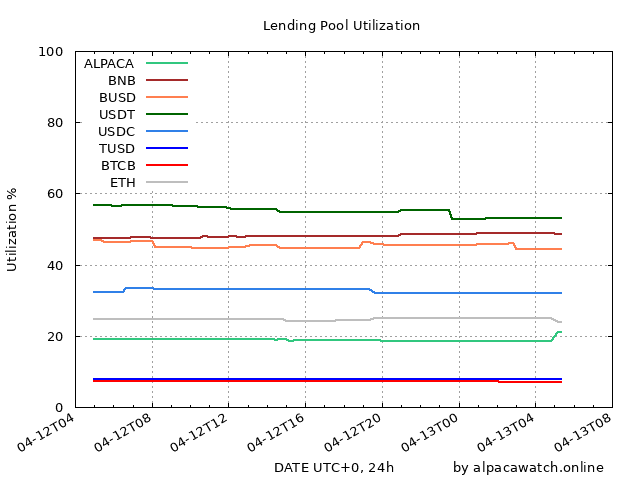 Lending Pool Utilization
100
80
60
40
20
0
Utilization %
ALPACA
BNB
BUSD
USDT
USDC
TUSD
BTCB
ETH
04-12T04
04-12T08
04-12T12
04-12T16
04-12T20
04-13T00
04-13T04
04-13T08
DATE UTC+0, 24h
by alpacawatch.online